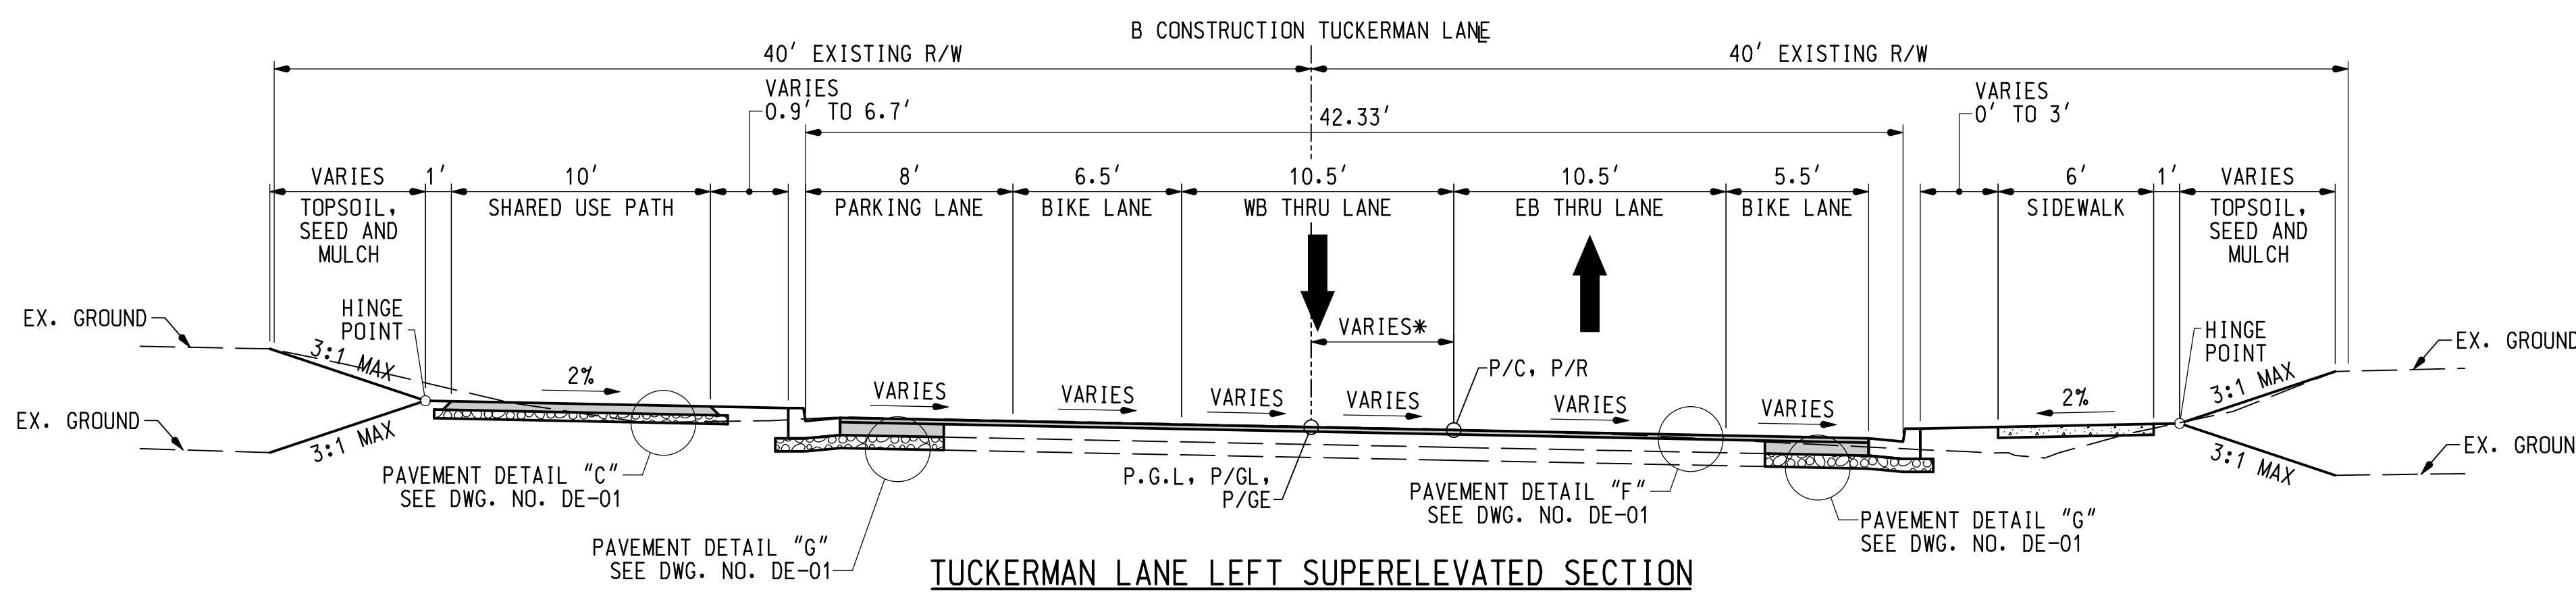 B CONSTRUCTION TUCKERMAN LANE
L
40' EXISTING R/W
40' EXISTING R/W
VARIES
0.9' TO 6.7'
VARIES
0' TO 3'
42.33'
VARIES
1'
10'
8'
6.5'
10.5'
10.5'
5.5'
6'
1'
VARIES
TOPSOIL,
SEED AND
MULCH
SHARED USE PATH
PARKING LANE
BIKE LANE
WB THRU LANE
EB THRU LANE
BIKE LANE
SIDEWALK
TOPSOIL,
SEED AND
MULCH
EX. GROUND
HINGE
POINT
VARIES*
HINGE
POINT
EX. GROUND
3:1 MAX
2%
VARIES
VARIES
VARIES
VARIES
P/C, P/R
VARIES
VARIES
2%
3:1 MAX
EX. GROUND
3:1 MAX
3:1 MAX
EX. GROUN
PAVEMENT DETAIL "C"
SEE DWG. NO. DE-01
P.G.L, P/GL,
P/GE
PAVEMENT DETAIL "F"
SEE DWG. NO. DE-01
PAVEMENT DETAIL "G"
SEE DWG. NO. DE-01
PAVEMENT DETAIL "G"
SEE DWG. NO. DE-01
TUCKERMAN LANE LEFT SUPERELEVATED SECTION